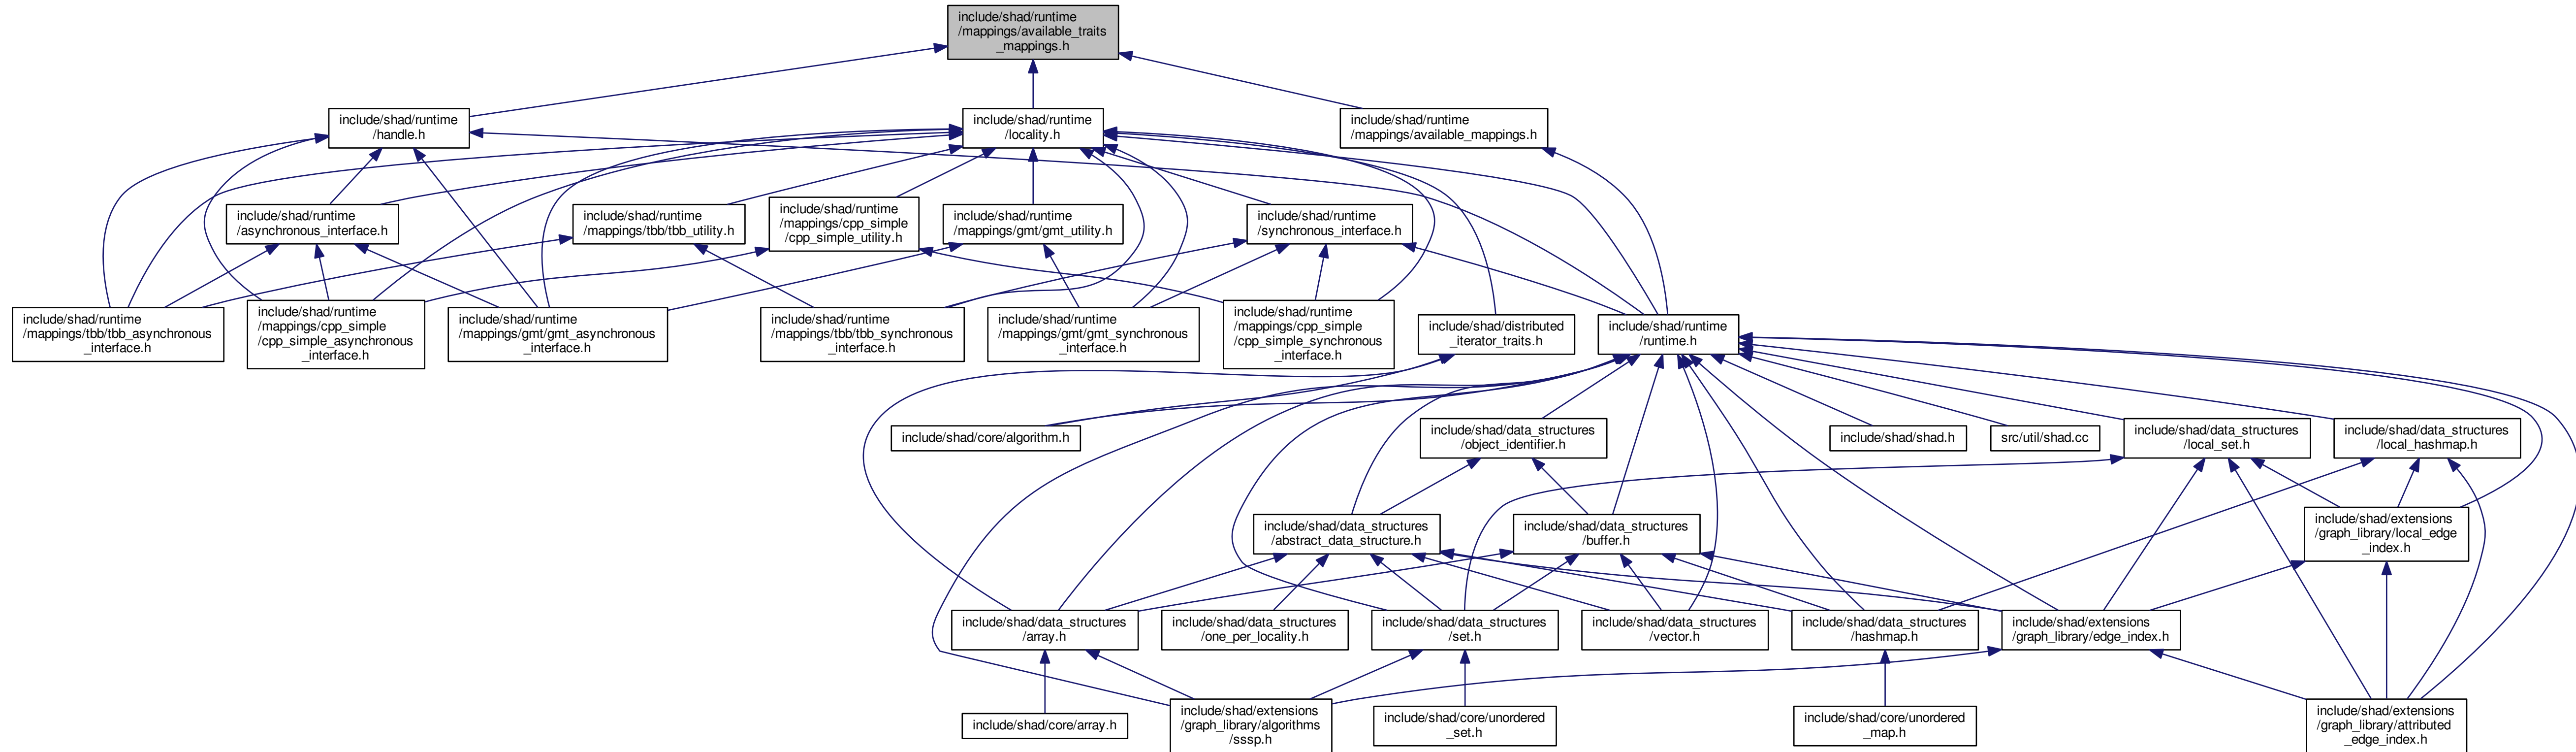 include/shad/runtime
/mappings/available_traits
_mappings.h
include/shad/runtime
/handle.h
include/shad/runtime
/locality.h
include/shad/runtime
/mappings/available_mappings.h
include/shad/runtime
/asynchronous_interface.h
include/shad/runtime
/mappings/tbb/tbb_utility.h
include/shad/runtime
/mappings/cpp_simple
/cpp_simple_utility.h
include/shad/runtime
/mappings/gmt/gmt_utility.h
include/shad/runtime
/synchronous_interface.h
include/shad/runtime
/mappings/tbb/tbb_asynchronous
_interface.h
include/shad/runtime
/mappings/cpp_simple
/cpp_simple_asynchronous
_interface.h
include/shad/runtime
/mappings/gmt/gmt_asynchronous
_interface.h
include/shad/runtime
/mappings/tbb/tbb_synchronous
_interface.h
include/shad/runtime
/mappings/gmt/gmt_synchronous
_interface.h
include/shad/runtime
/mappings/cpp_simple
/cpp_simple_synchronous
_interface.h
include/shad/distributed
_iterator_traits.h
include/shad/runtime
/runtime.h
include/shad/core/algorithm.h
include/shad/data_structures
/object_identifier.h
include/shad/shad.h
src/util/shad.cc
include/shad/data_structures
/local_set.h
include/shad/data_structures
/local_hashmap.h
include/shad/data_structures
/abstract_data_structure.h
include/shad/data_structures
/buffer.h
include/shad/extensions
/graph_library/local_edge
_index.h
include/shad/data_structures
/array.h
include/shad/data_structures
/one_per_locality.h
include/shad/data_structures
/set.h
include/shad/data_structures
/vector.h
include/shad/data_structures
/hashmap.h
include/shad/extensions
/graph_library/edge_index.h
include/shad/core/array.h
include/shad/extensions
/graph_library/algorithms
/sssp.h
include/shad/core/unordered
_set.h
include/shad/core/unordered
_map.h
include/shad/extensions
/graph_library/attributed
_edge_index.h